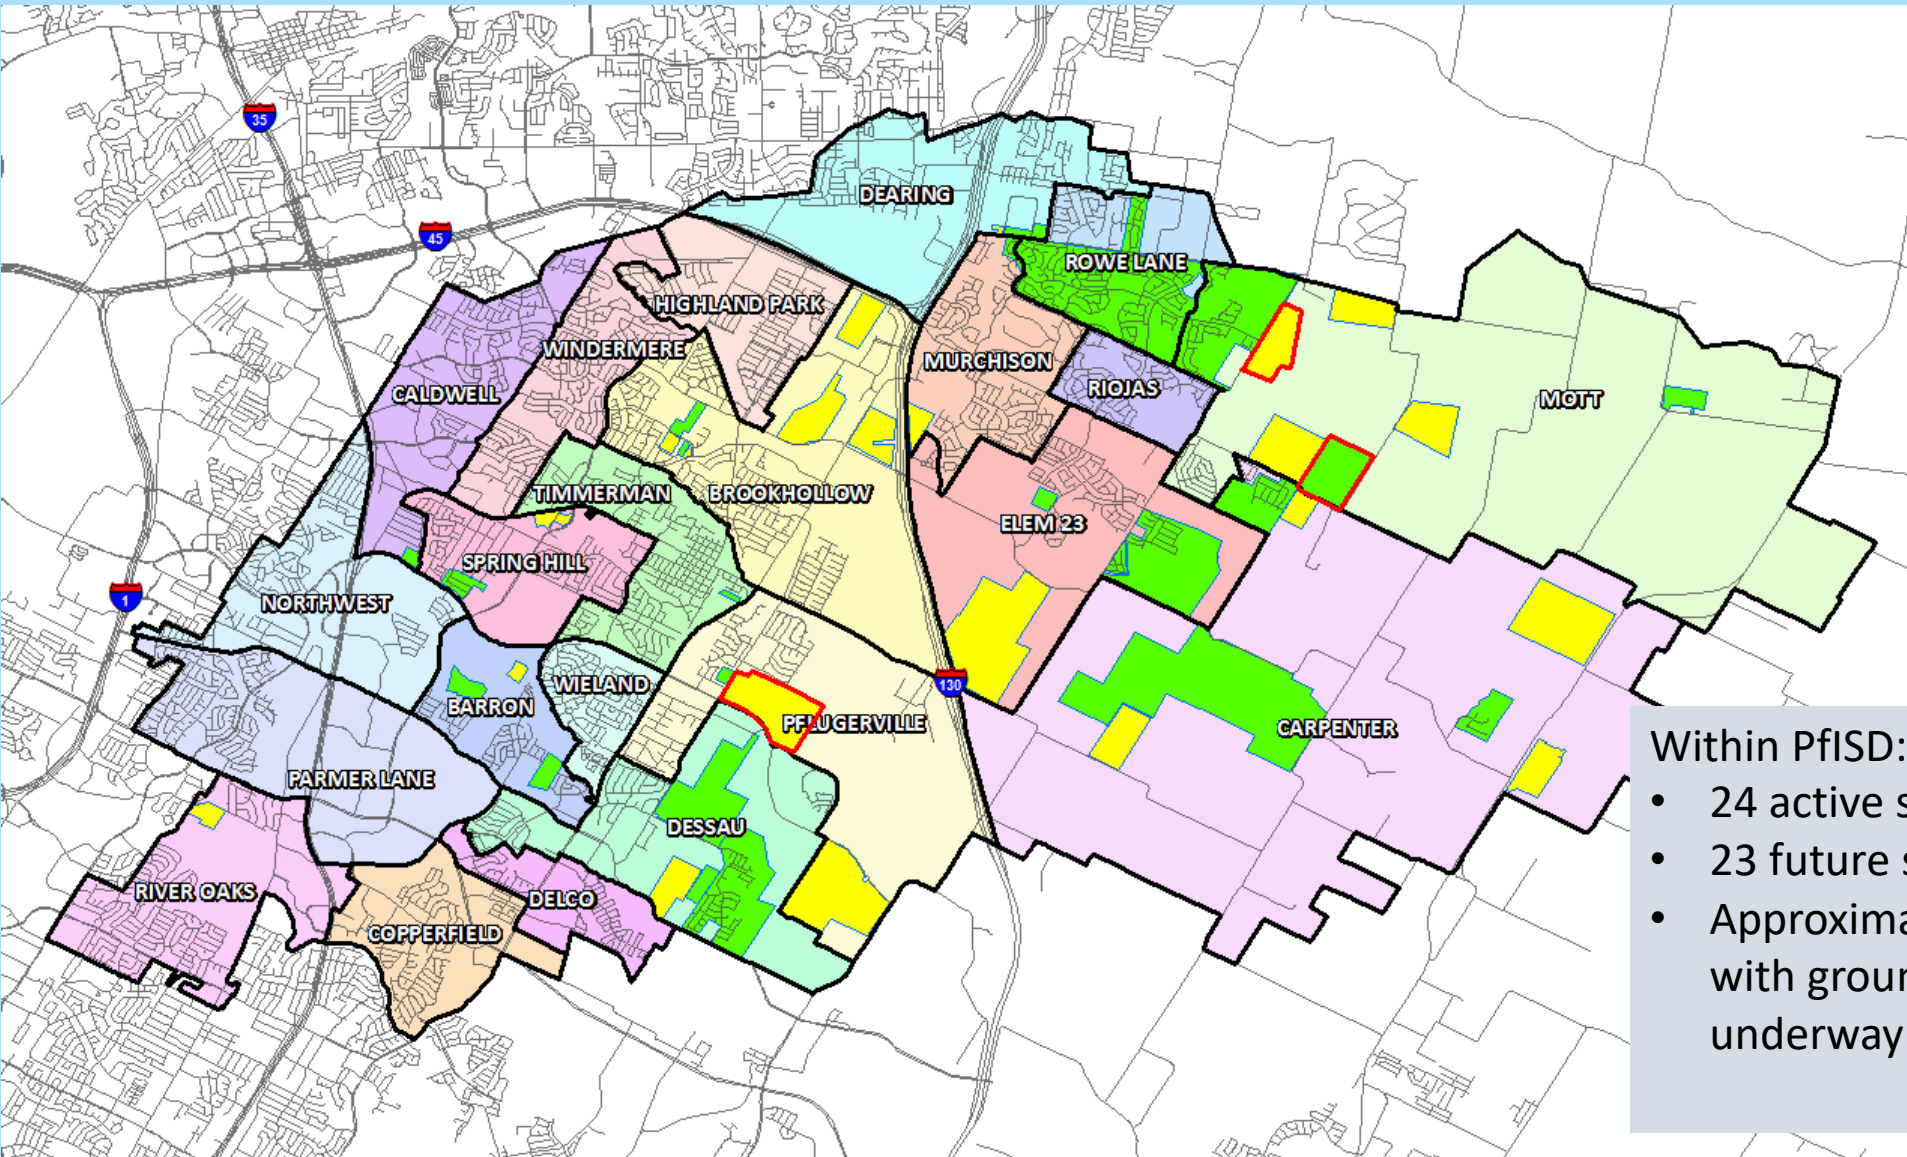 35
45
DEARING
ROWE LANE
HIGHLAND PARK
WINDERMERE
MURCHISON
RIOJAS
CALDWELL
MOTT
TIMMERMAN
BROOKHOLLOW
ELEM 23
SPRING HILL
1
NORTHWEST
WIELAND
130
BARRON
PFLUGERVILLE
CARPENTER
PARMER LANE
DESSAU
RIVER OAKS
DELCO
COPPERFIELD
Within PfISD:
• 24 active s
• 23 future s
• Approxima
with groun
underway